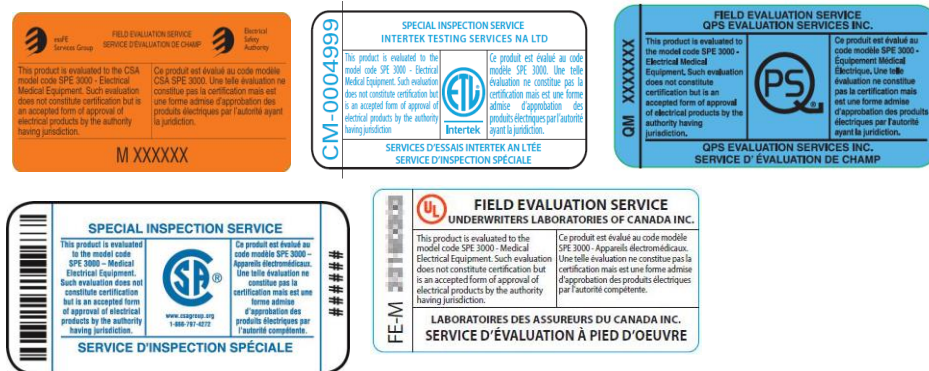 esaFE
Services Group
FIELD EVALUATION SERVICE
SERVICE D'ÉVALUATION DE CHAMP
Electrical
Safety
Authority
This product is evaluated to the CSA
model code SPE 3000 - Electrical
Medical Equipment. Such evaluation
does not constitute certification but
is an accepted form of approval of
electrical products by the authority
having jurisdiction.
Ce produit est évalué au code modèle
CSA SPE 3000. Une telle évaluation ne
constitue pas la certification mais est
une forme admise d'approbation des
produits électriques par l'autorité ayant
la juridiction.
M XXXXXX
CM-0004999
SPECIAL INSPECTION SERVICE
INTERTEK TESTING SERVICES NA LTD
This product is evaluated to the
model code SPE 3000 - Electrical
Medical Equipment. Such evaluation
does not constitute certification but
is an accepted form of approval of
electrical products by the authority
having jurisdiction
ETL
Intertek
Ce produit est évalué au code
modèle SPE 3000. Une telle
évaluation ne constitue pas la
certification mais est une forme
admise d'approbation des
produits électriques par l'autorité
ayant la juridiction.
SERVICES D'ESSAIS INTERTEK AN LTÉE
SERVICE D'INSPECTION SPÉCIALE
QM XXXXXXX
FIELD EVALUATION SERVICE
QPS EVALUATION SERVICES INC.
This product is evaluated to
the model code SPE 3000 -
Electrical Medical
Equipment, Such evaluation
does not constitute
certification but is an
accepted form of approval
of electrical products by the
authority having
jurisdiction.
QPS
®
Ce produit est évalué au
code modèle SPE 3000 -
Équipement Médical
Électrique. Une telle
évaluation ne constitue
pas la certification mais
est une forme admise
d'approbation des produits
électriques par l'autorité
ayant la juridiction.
QPS EVALUATION SERVICES INC.
SERVICE D' ÉVALUATION DE CHAMP
SPECIAL INSPECTION SERVICE
This product is evaluated
to the model code
SPE 3000 – Medical
Electrical Equipment.
Such evaluation does not
constitute certification
but is an accepted form
of approval of electrical
products by the authority
having jurisdiction.
CSA
®
www.csagroup.org
1-866-797-4272
Ce produit est évalué au
code modèle SPE 3000 –
Appareils électromédicaux.
Une telle évaluation ne
constitue pas la
certification mais est une
forme admise
d'approbation des
produits électriques par
l'autorité compétente.
SERVICE D'INSPECTION SPÉCIALE
######
FE-M
UL
FIELD EVALUATION SERVICE
UNDERWRITERS LABORATORIES OF CANADA INC.
This product is evaluated to the
model code SPE 3000 - Medical
Electrical Equipment. Such evaluation
does not constitute certification but
is an accepted form of approval of
electrical products by the authority
having jurisdiction.
Ce produit est évalué au code modèle
SPE 3000 - Appareils électromédicaux.
Une telle évaluation ne constitue pas la
certification mais est une forme admise
d'approbation des produits électriques
par l'autorité compétente.
LABORATOIRES DES ASSUREURS DU CANADA INC.
SERVICE D'ÉVALUATION À PIED D'OEUVRE